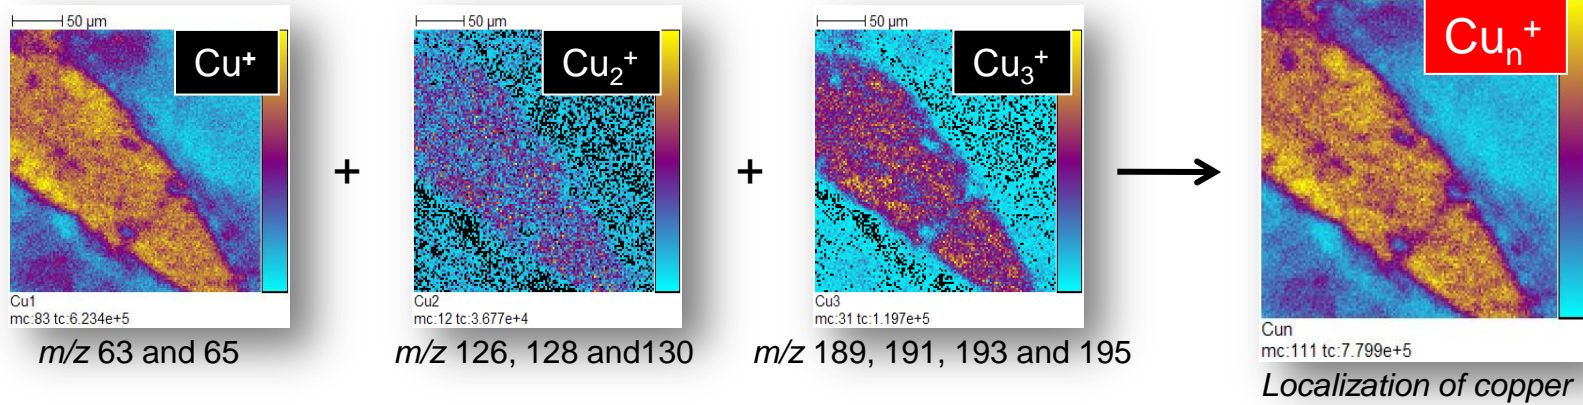 50 µm
Cu⁺
Cu1
mc:83 tc:6.234e+5
m/z 63 and 65
+
50 µm
Cu₂⁺
Cu2
mc:12 tc:3.677e+4
m/z 126, 128 and130
+
50 µm
Cu₃⁺
Cu3
mc:31 tc:1.197e+5
m/z 189, 191, 193 and 195
Cuₙ⁺
Cun
mc:111 tc:7.799e+5
Localization of copper